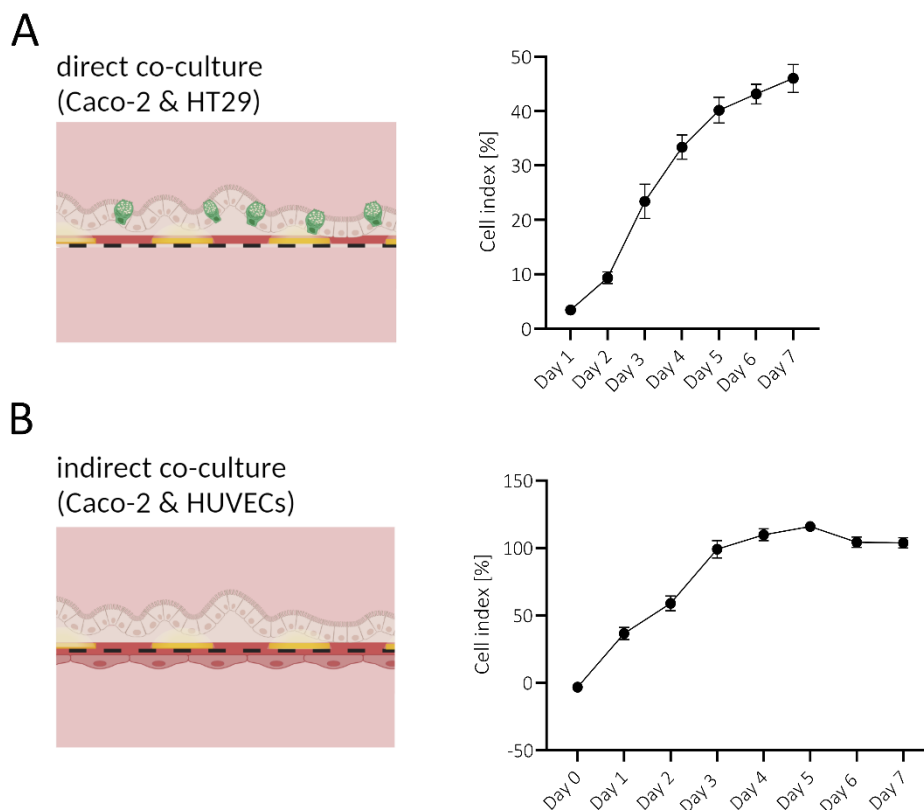 A
direct co-culture
(Caco-2 & HT29)
Cell index [%]
50
40
30
20
10
0
Day 1
Day 2
Day 3
Day 4
Day 5
Day 6
Day 7
B
indirect co-culture
(Caco-2 & HUVECs)
Cell index [%]
150
100
50
0
-50
Day 0
Day 1
Day 2
Day 3
Day 4
Day 5
Day 6
Day 7